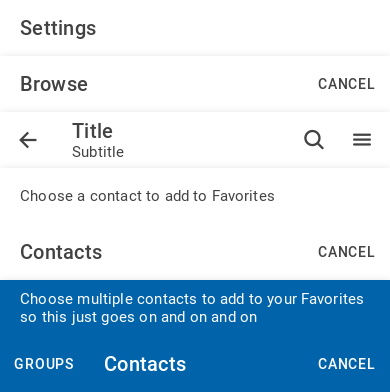 Settings
Browse CANCEL
Title
Subtitle
Choose a contact to add to Favorites
Contacts CANCEL
Choose multiple contacts to add to your Favorites
so this just goes on and on and on
GROUPS Contacts CANCEL